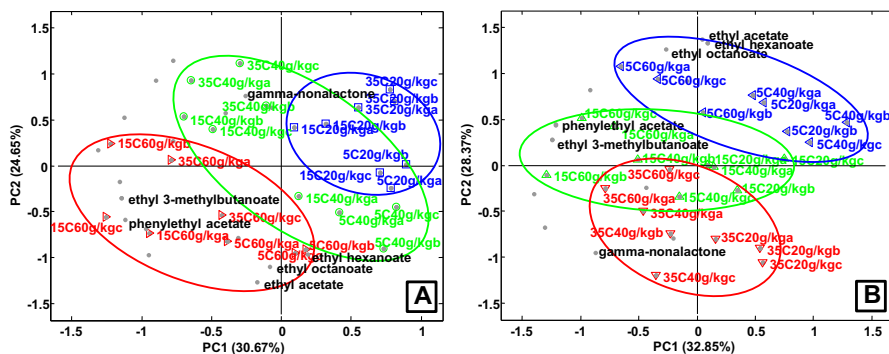 1.5
1
0.5
0
-0.5
-1
-1.5
PC2 (24.65%)
35C40g/kgc
35C20g/kgc
35C40g/kga
gamma-nonalactone
35C20g/kgb
35C40g/kgb
35C20g/kga
15C40g/kgb
15C40g/kga
15C20g/kgb
15C20g/kga
15C60g/kgb
35C60g/kga
5C20g/kgb
15C20g/kgc
5C20g/kga
ethyl 3-methylbutanoate
15C40g/kgc
5C40g/kgc
15C60g/kgc
phenylethyl acetate
35C60g/kgc
5C40g/kga
15C60g/kga
5C60g/kga
5C60g/kgb
5C40g/kgb
5C60g/kgc
ethyl hexanoate
ethyl octanoate
ethyl acetate
A
-1.5 -1 -0.5 0 0.5 1
PC1 (30.67%)
1.5
1
0.5
0
-0.5
-1
-1.5
PC2 (28.37%)
ethyl acetate
ethyl hexanoate
ethyl octanoate
5C60g/kga
5C60g/kgc
5C40g/kga
5C60g/kgb
5C20g/kga
5C40g/kgb
15C60g/kgc
phenylethyl acetate
15C60g/kga
5C20g/kgb
5C40g/kgc
ethyl 3-methylbutanoate
15C40g/kgb
15C20g/kga
15C20g/kgc
15C60g/kgb
35C60g/kgc
15C40g/kga
35C60g/kga
15C40g/kgc
15C20g/kgb
35C40g/kga
35C40g/kgb
35C20g/kga
gamma-nonalactone
35C20g/kgb
35C40g/kgc
35C20g/kgc
B
-1.5 -1 -0.5 0 0.5 1 1.5
PC1 (32.85%)